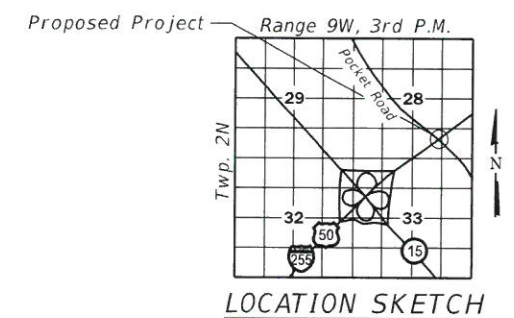 Proposed Project
Range 9W, 3rd P.M.
Pocket Road
29
28
Twp. 2N
N
32
33
50
255
15
LOCATION SKETCH